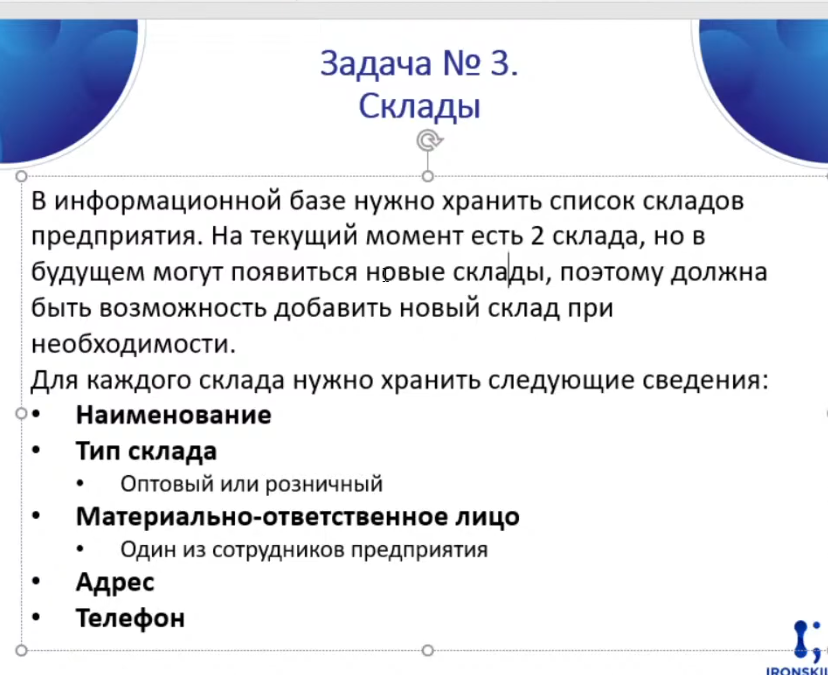 Задача № 3.
Склады
В информационной базе нужно хранить список складов
предприятия. На текущий момент есть 2 склада, но в
будущем могут появиться новые склады, поэтому должна
быть возможность добавить новый склад при
необходимости.
Для каждого склада нужно хранить следующие сведения:
• Наименование
• Тип склада
• Оптовый или розничный
• Материально-ответственное лицо
• Один из сотрудников предприятия
• Адрес
• Телефон